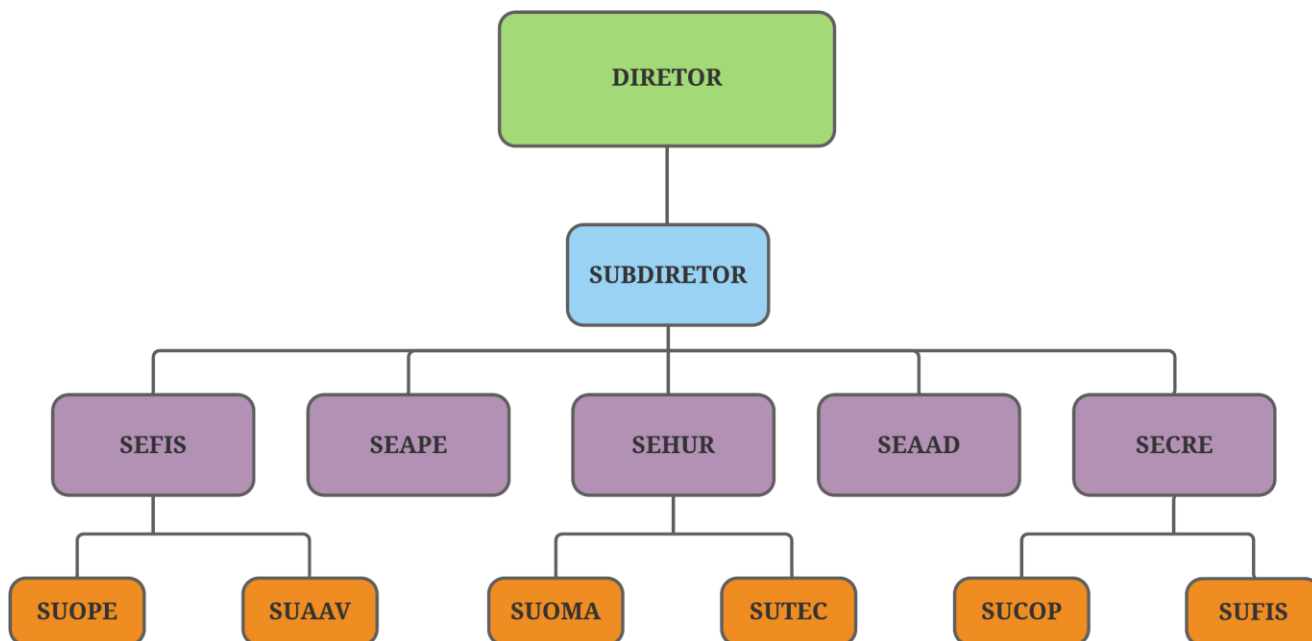 DIRETOR
SUBDIRETOR
SEFIS
SEAPE
SEHUR
SEAAD
SECRE
SUOPE
SUAAV
SUOMA
SUTEC
SUCOP
SUFIS